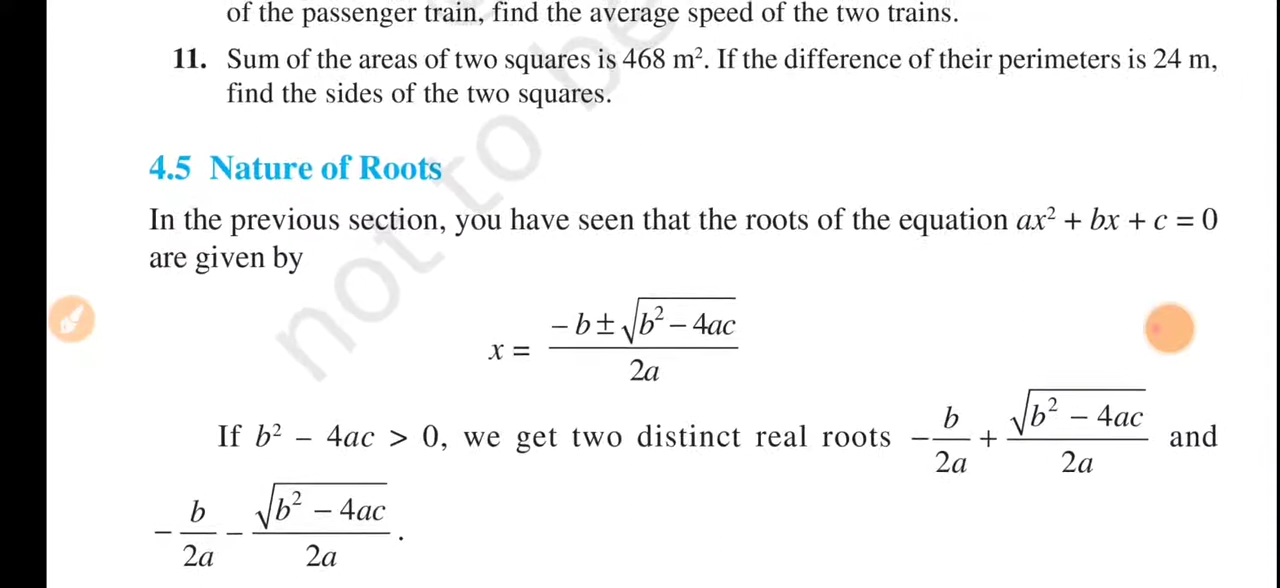 of the passenger train, find the average speed of the two trains.
11. Sum of the areas of two squares is 468 m². If the difference of their perimeters is 24 m,
find the sides of the two squares.
4.5 Nature of Roots
In the previous section, you have seen that the roots of the equation ax² + bx + c = 0
are given by
x = (– b ± √(b² – 4ac)) / 2a
If b² – 4ac > 0, we get two distinct real roots – b/2a + √(b² – 4ac)/2a and
– b/2a – √(b² – 4ac)/2a .
not to be